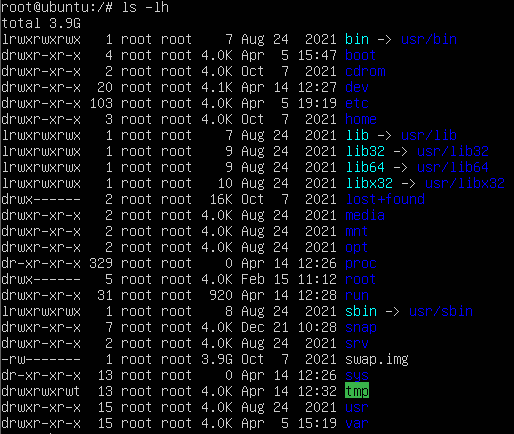 root@ubuntu:/# ls -lh
total 3.9G
lrwxrwxrwx   1 root root    7 Aug 24  2021 bin -> usr/bin
drwxr-xr-x   4 root root 4.0K Apr  5 15:47 boot
drwxr-xr-x   2 root root 4.0K Oct  7  2021 cdrom
drwxr-xr-x  20 root root 4.1K Apr 14 12:27 dev
drwxr-xr-x 103 root root 4.0K Apr  5 19:19 etc
drwxr-xr-x   3 root root 4.0K Oct  7  2021 home
lrwxrwxrwx   1 root root    7 Aug 24  2021 lib -> usr/lib
lrwxrwxrwx   1 root root    9 Aug 24  2021 lib32 -> usr/lib32
lrwxrwxrwx   1 root root    9 Aug 24  2021 lib64 -> usr/lib64
lrwxrwxrwx   1 root root   10 Aug 24  2021 libx32 -> usr/libx32
drwx------   2 root root  16K Oct  7  2021 lost+found
drwxr-xr-x   2 root root 4.0K Aug 24  2021 media
drwxr-xr-x   2 root root 4.0K Aug 24  2021 mnt
drwxr-xr-x   2 root root 4.0K Aug 24  2021 opt
dr-xr-xr-x 329 root root    0 Apr 14 12:26 proc
drwx------   5 root root 4.0K Feb 15 11:12 root
drwxr-xr-x  31 root root  920 Apr 14 12:28 run
lrwxrwxrwx   1 root root    8 Aug 24  2021 sbin -> usr/sbin
drwxr-xr-x   7 root root 4.0K Dec 21 10:28 snap
drwxr-xr-x   2 root root 4.0K Aug 24  2021 srv
-rw-------   1 root root 3.9G Oct  7  2021 swap.img
dr-xr-xr-x  13 root root    0 Apr 14 12:26 sys
drwxrwxrwt  13 root root 4.0K Apr 14 12:32 tmp
drwxr-xr-x  15 root root 4.0K Aug 24  2021 usr
drwxr-xr-x  15 root root 4.0K Apr  5 15:19 var